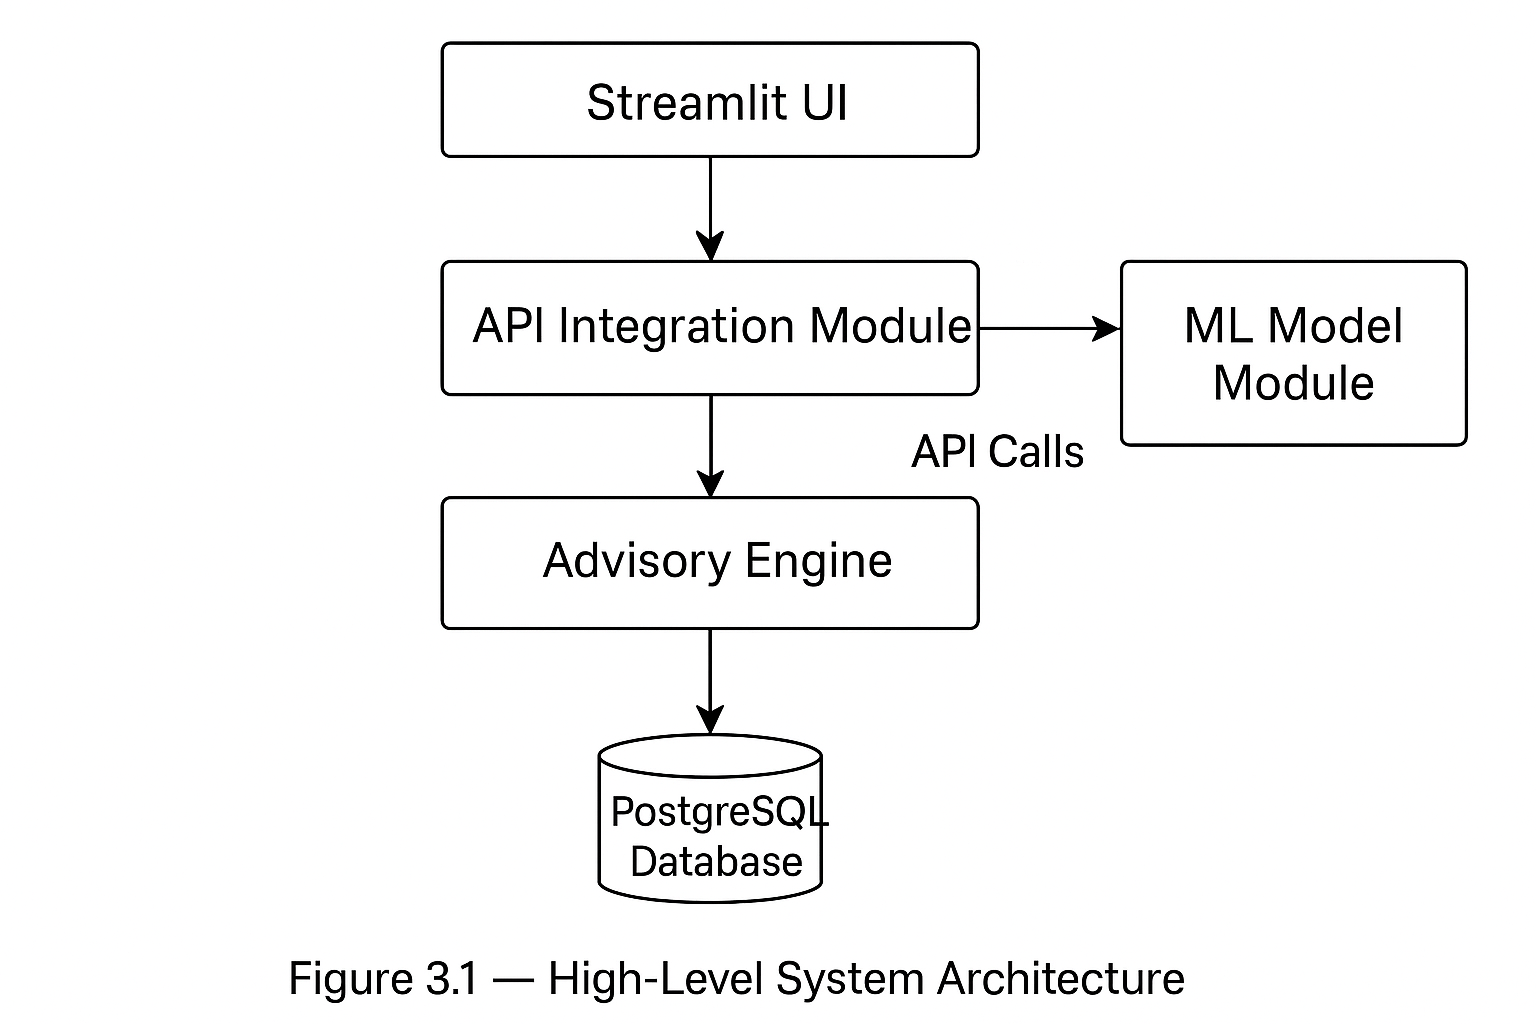 Streamlit UI
API Integration Module
ML Model
Module
API Calls
Advisory Engine
PostgreSQL
Database
Figure 3.1 — High-Level System Architecture